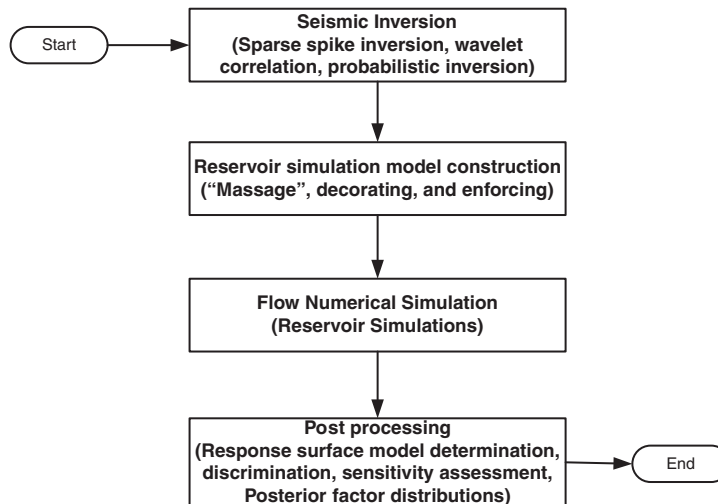 Start
Seismic Inversion
(Sparse spike inversion, wavelet
correlation, probabilistic inversion)
Reservoir simulation model construction
(“Massage”, decorating, and enforcing)
Flow Numerical Simulation
(Reservoir Simulations)
Post processing
(Response surface model determination,
discrimination, sensitivity assessment,
Posterior factor distributions)
End